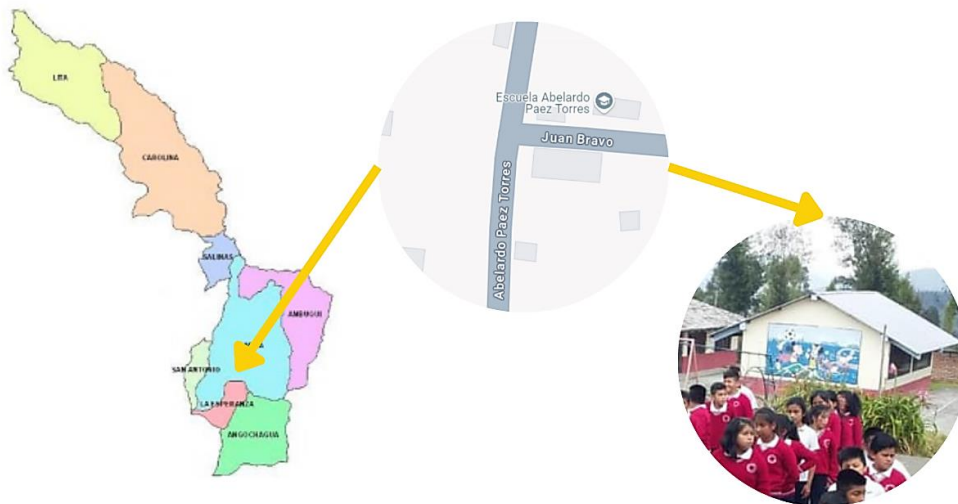 LITA
CAROLINA
SALINAS
AMBUQUI
SAN ANTONIO
LA ESPERANZA
ANGOCHAGUA
Escuela Abelardo
Paez Torres
Juan Bravo
Abelardo Paez Torres